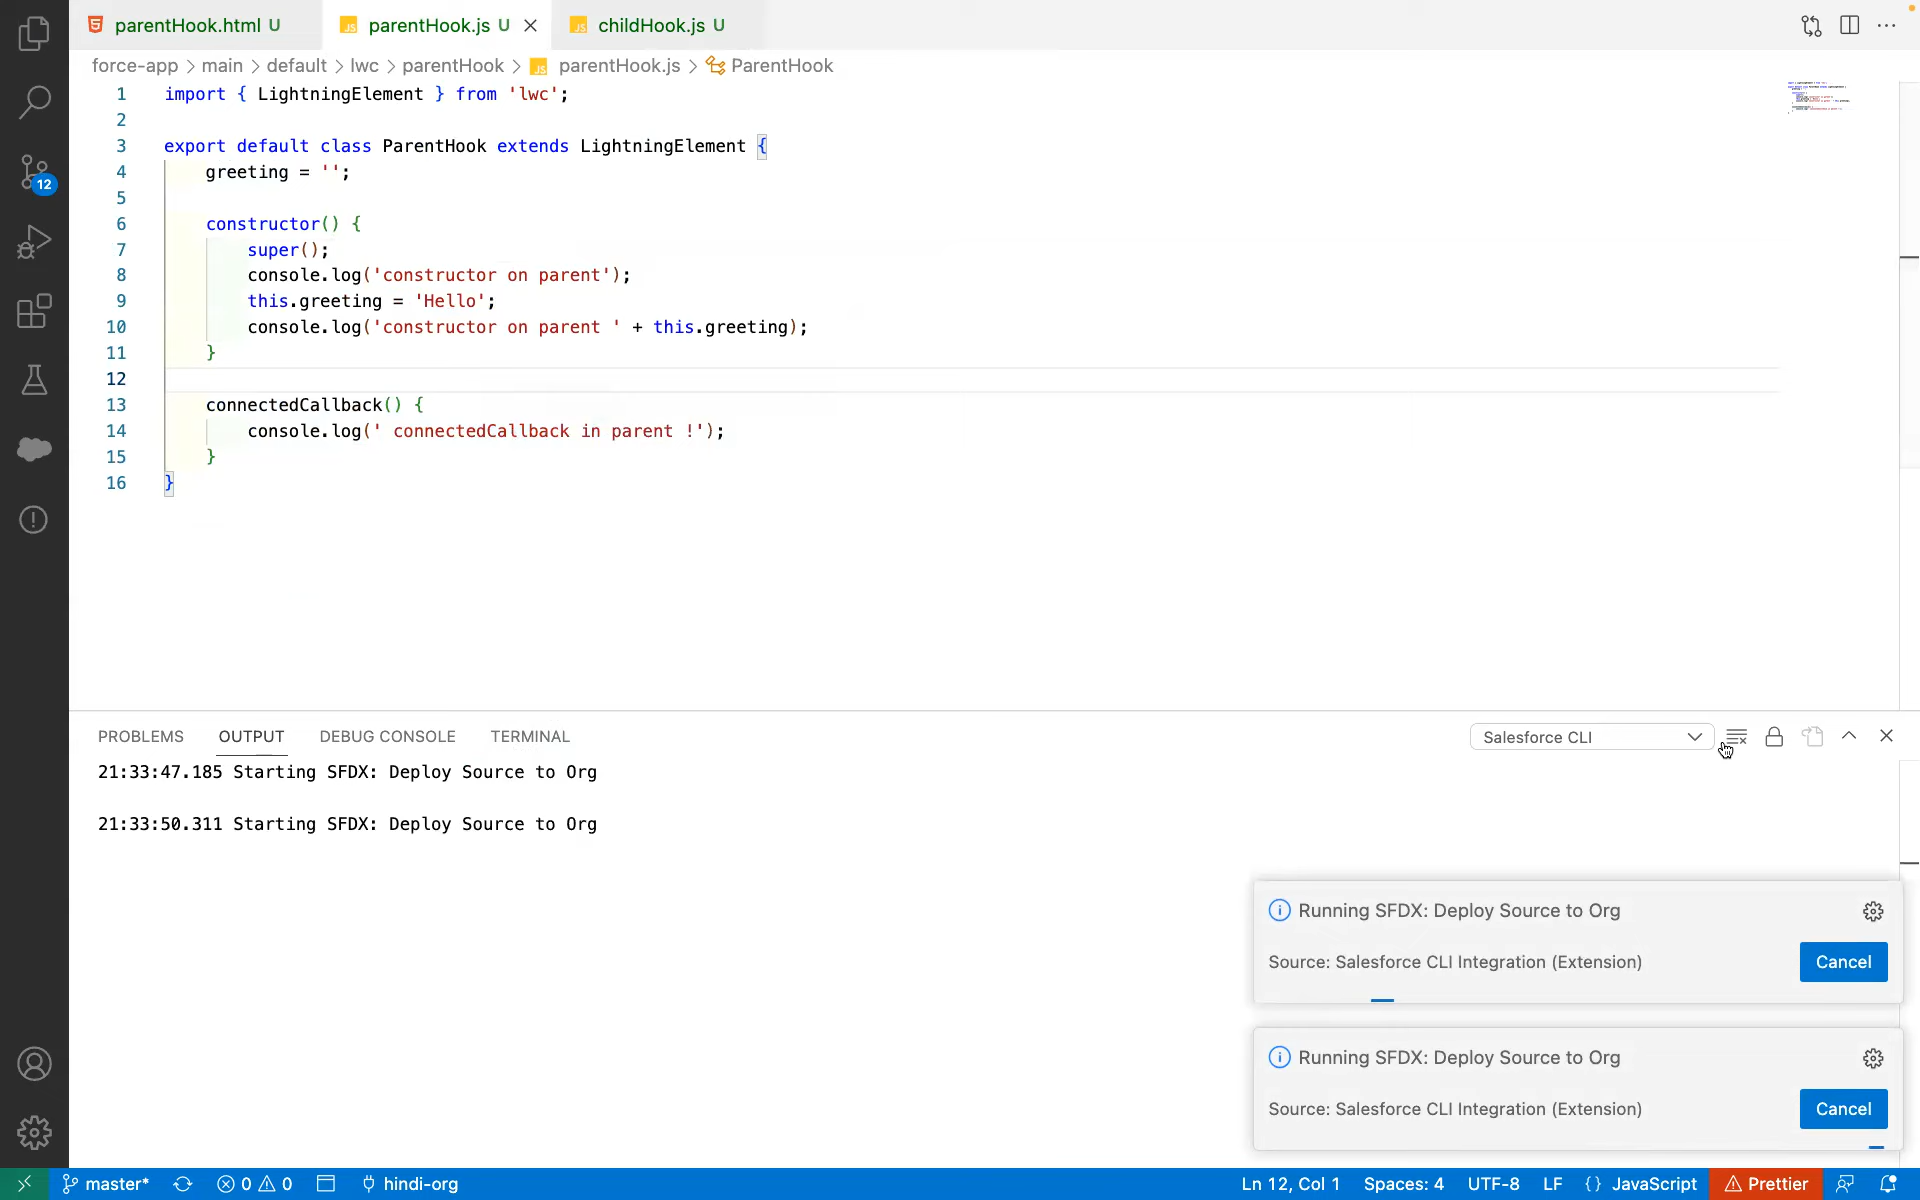 parentHook.html U
JS parentHook.js U
JS childHook.js U
force-app > main > default > lwc > parentHook > JS parentHook.js > ParentHook
1 import { LightningElement } from 'lwc';
2
3 export default class ParentHook extends LightningElement {
4 greeting = '';
5
6 constructor() {
7 super();
8 console.log('constructor on parent');
9 this.greeting = 'Hello';
10 console.log('constructor on parent ' + this.greeting);
11 }
12
13 connectedCallback() {
14 console.log(' connectedCallback in parent !');
15 }
16 }
12
PROBLEMS OUTPUT DEBUG CONSOLE TERMINAL
Salesforce CLI
21:33:47.185 Starting SFDX: Deploy Source to Org
21:33:50.311 Starting SFDX: Deploy Source to Org
Running SFDX: Deploy Source to Org
Source: Salesforce CLI Integration (Extension)
Cancel
Running SFDX: Deploy Source to Org
Source: Salesforce CLI Integration (Extension)
Cancel
master* 0 0 hindi-org Ln 12, Col 1 Spaces: 4 UTF-8 LF {} JavaScript Prettier